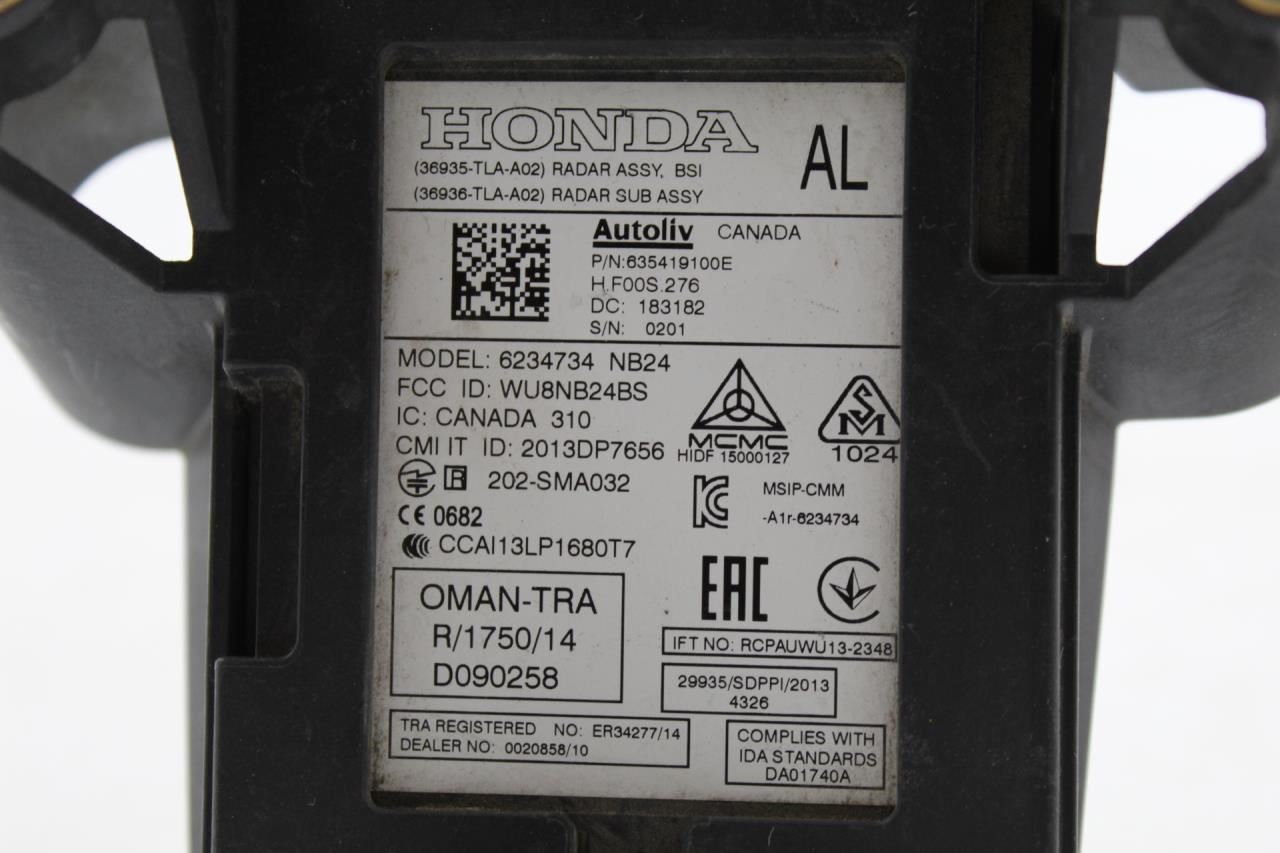 HONDA
AL
(36935-TLA-A02) RADAR ASSY, BSI
(36936-TLA-A02) RADAR SUB ASSY
Autoliv CANADA
P/N:635419100E
H.F00S.276
DC: 183182
S/N: 0201
MODEL: 6234734 NB24
FCC ID: WU8NB24BS
IC: CANADA 310
CMI IT ID: 2013DP7656
R 202-SMA032
CE 0682
CCC CCAI13LP1680T7
MCMC
HIDF 15000127
SM
1024
KC MSIP-CMM
-A1r-6234734
EAC
OMAN-TRA
R/1750/14
D090258
IFT NO: RCPAUWU13-2348
29935/SDPPI/2013
4326
TRA REGISTERED NO: ER34277/14
DEALER NO: 0020858/10
COMPLIES WITH
IDA STANDARDS
DA01740A